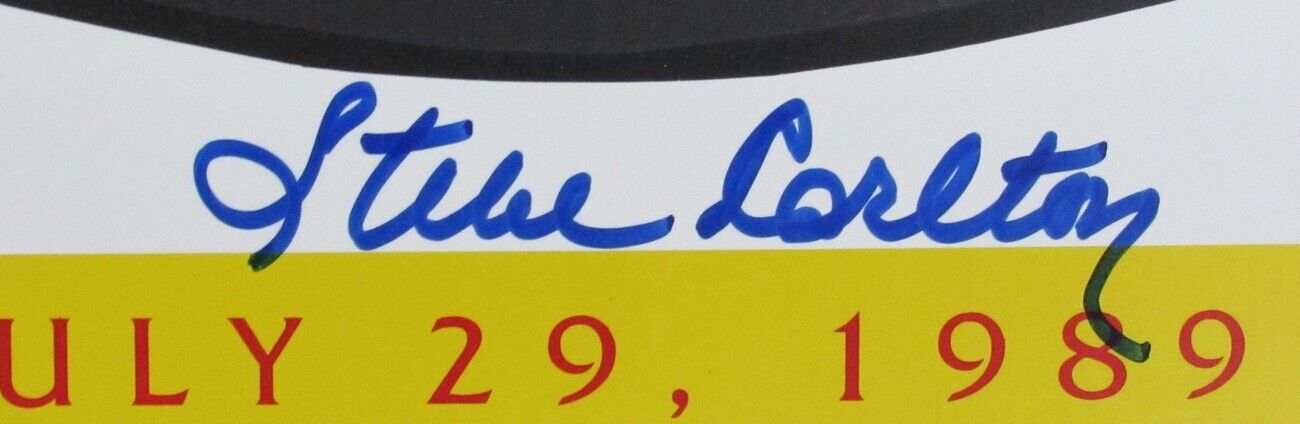 Steve Carlton
ULY 29, 1989